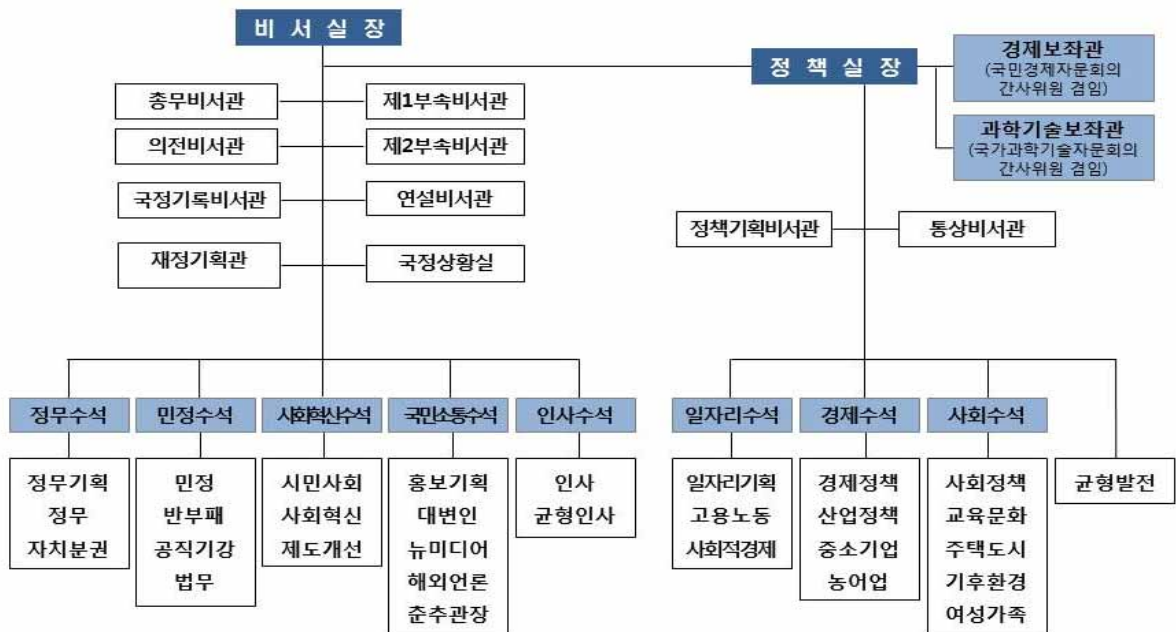 비 서 실 장
정 책 실 장
경제보좌관
(국민경제자문회의
간사위원 겸임)
과학기술보좌관
(국가과학기술자문회의
간사위원 겸임)
총무비서관
제1부속비서관
의전비서관
제2부속비서관
국정기록비서관
연설비서관
재정기획관
국정상황실
정책기획비서관
통상비서관
정무수석
민정수석
사회혁신수석
국민소통수석
인사수석
일자리수석
경제수석
사회수석
정무기획
정무
자치분권
민정
반부패
공직기강
법무
시민사회
사회혁신
제도개선
홍보기획
대변인
뉴미디어
해외언론
춘추관장
인사
균형인사
일자리기획
고용노동
사회적경제
경제정책
산업정책
중소기업
농어업
사회정책
교육문화
주택도시
기후환경
여성가족
균형발전